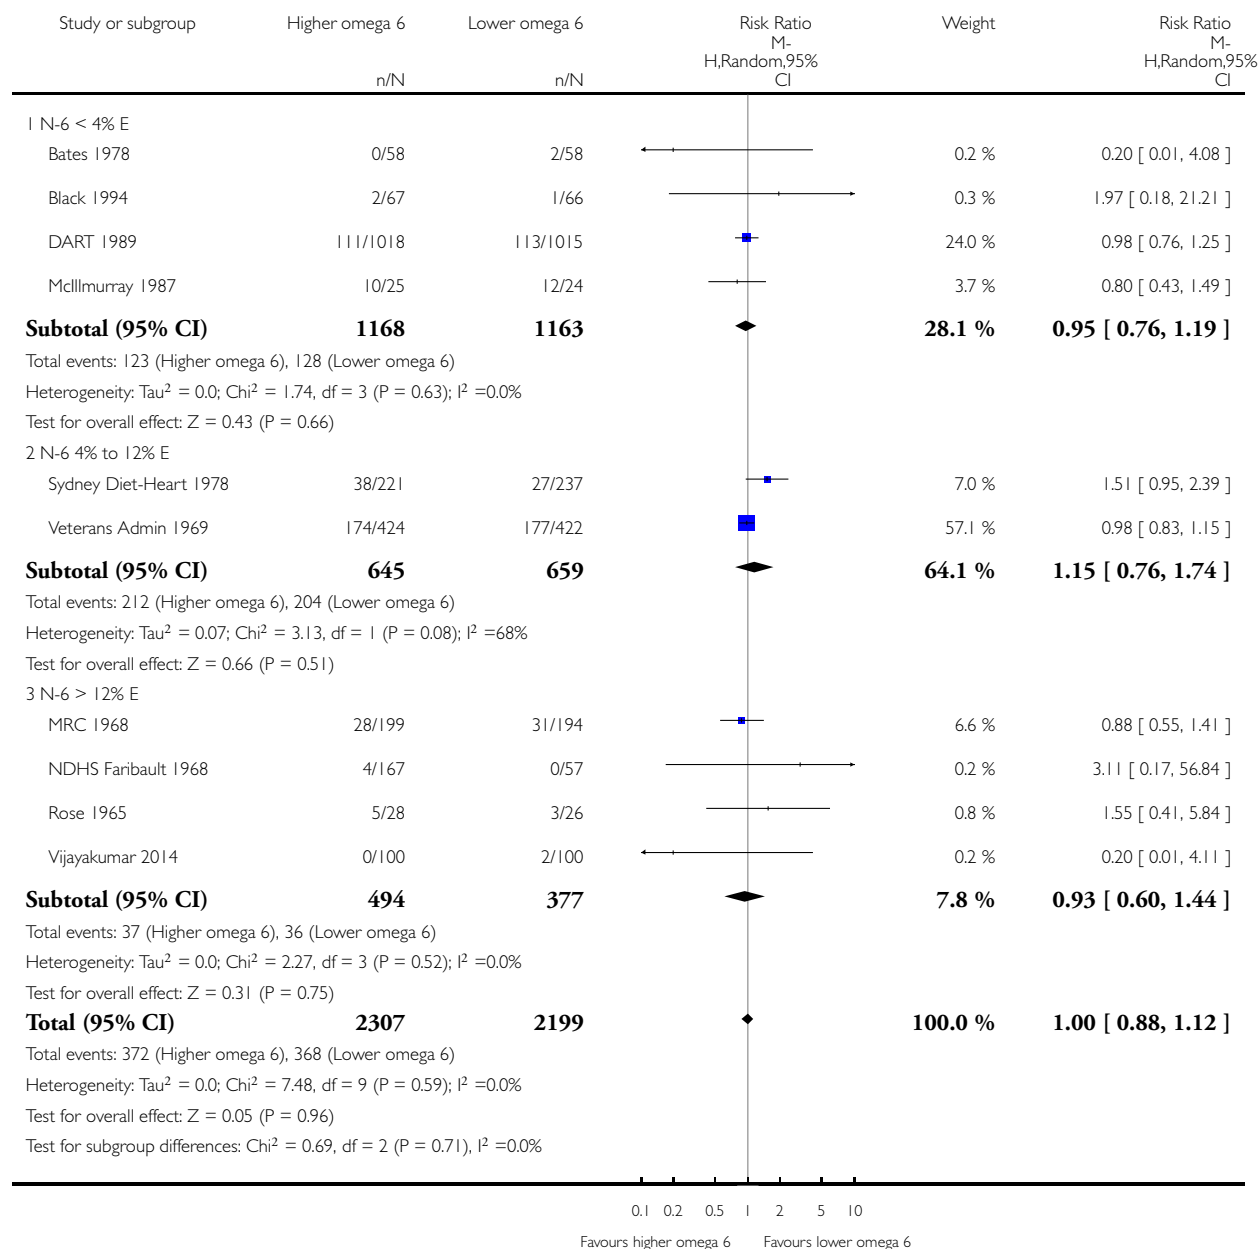 Study or subgroup Higher omega 6 Lower omega 6 Risk Ratio Weight Risk Ratio
M- M-
H,Random,95% H,Random,95%
n/N n/N CI CI
1 N-6 < 4% E
Bates 1978 0/58 2/58 0.2 % 0.20 [ 0.01, 4.08 ]
Black 1994 2/67 1/66 0.3 % 1.97 [ 0.18, 21.21 ]
DART 1989 111/1018 113/1015 24.0 % 0.98 [ 0.76, 1.25 ]
McIllmurray 1987 10/25 12/24 3.7 % 0.80 [ 0.43, 1.49 ]
Subtotal (95% CI) 1168 1163 28.1 % 0.95 [ 0.76, 1.19 ]
Total events: 123 (Higher omega 6), 128 (Lower omega 6)
Heterogeneity: Tau² = 0.0; Chi² = 1.74, df = 3 (P = 0.63); I² =0.0%
Test for overall effect: Z = 0.43 (P = 0.66)
2 N-6 4% to 12% E
Sydney Diet-Heart 1978 38/221 27/237 7.0 % 1.51 [ 0.95, 2.39 ]
Veterans Admin 1969 174/424 177/422 57.1 % 0.98 [ 0.83, 1.15 ]
Subtotal (95% CI) 645 659 64.1 % 1.15 [ 0.76, 1.74 ]
Total events: 212 (Higher omega 6), 204 (Lower omega 6)
Heterogeneity: Tau² = 0.07; Chi² = 3.13, df = 1 (P = 0.08); I² =68%
Test for overall effect: Z = 0.66 (P = 0.51)
3 N-6 > 12% E
MRC 1968 28/199 31/194 6.6 % 0.88 [ 0.55, 1.41 ]
NDHS Faribault 1968 4/167 0/57 0.2 % 3.11 [ 0.17, 56.84 ]
Rose 1965 5/28 3/26 0.8 % 1.55 [ 0.41, 5.84 ]
Vijayakumar 2014 0/100 2/100 0.2 % 0.20 [ 0.01, 4.11 ]
Subtotal (95% CI) 494 377 7.8 % 0.93 [ 0.60, 1.44 ]
Total events: 37 (Higher omega 6), 36 (Lower omega 6)
Heterogeneity: Tau² = 0.0; Chi² = 2.27, df = 3 (P = 0.52); I² =0.0%
Test for overall effect: Z = 0.31 (P = 0.75)
Total (95% CI) 2307 2199 100.0 % 1.00 [ 0.88, 1.12 ]
Total events: 372 (Higher omega 6), 368 (Lower omega 6)
Heterogeneity: Tau² = 0.0; Chi² = 7.48, df = 9 (P = 0.59); I² =0.0%
Test for overall effect: Z = 0.05 (P = 0.96)
Test for subgroup differences: Chi² = 0.69, df = 2 (P = 0.71), I² =0.0%
0.1 0.2 0.5 1 2 5 10
Favours higher omega 6 Favours lower omega 6